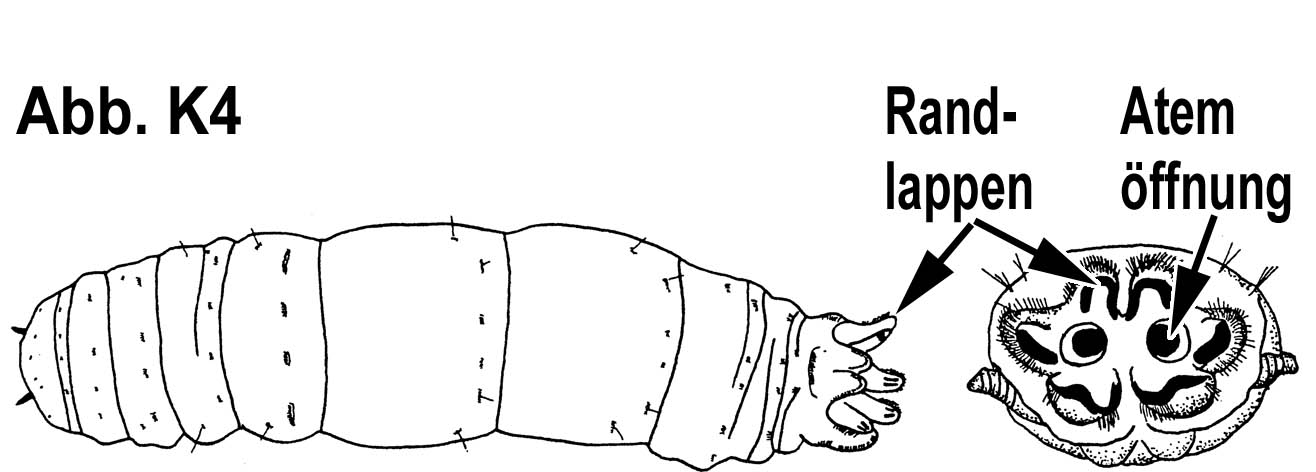 Abb. K4
Rand-
lappen
Atem
öffnung